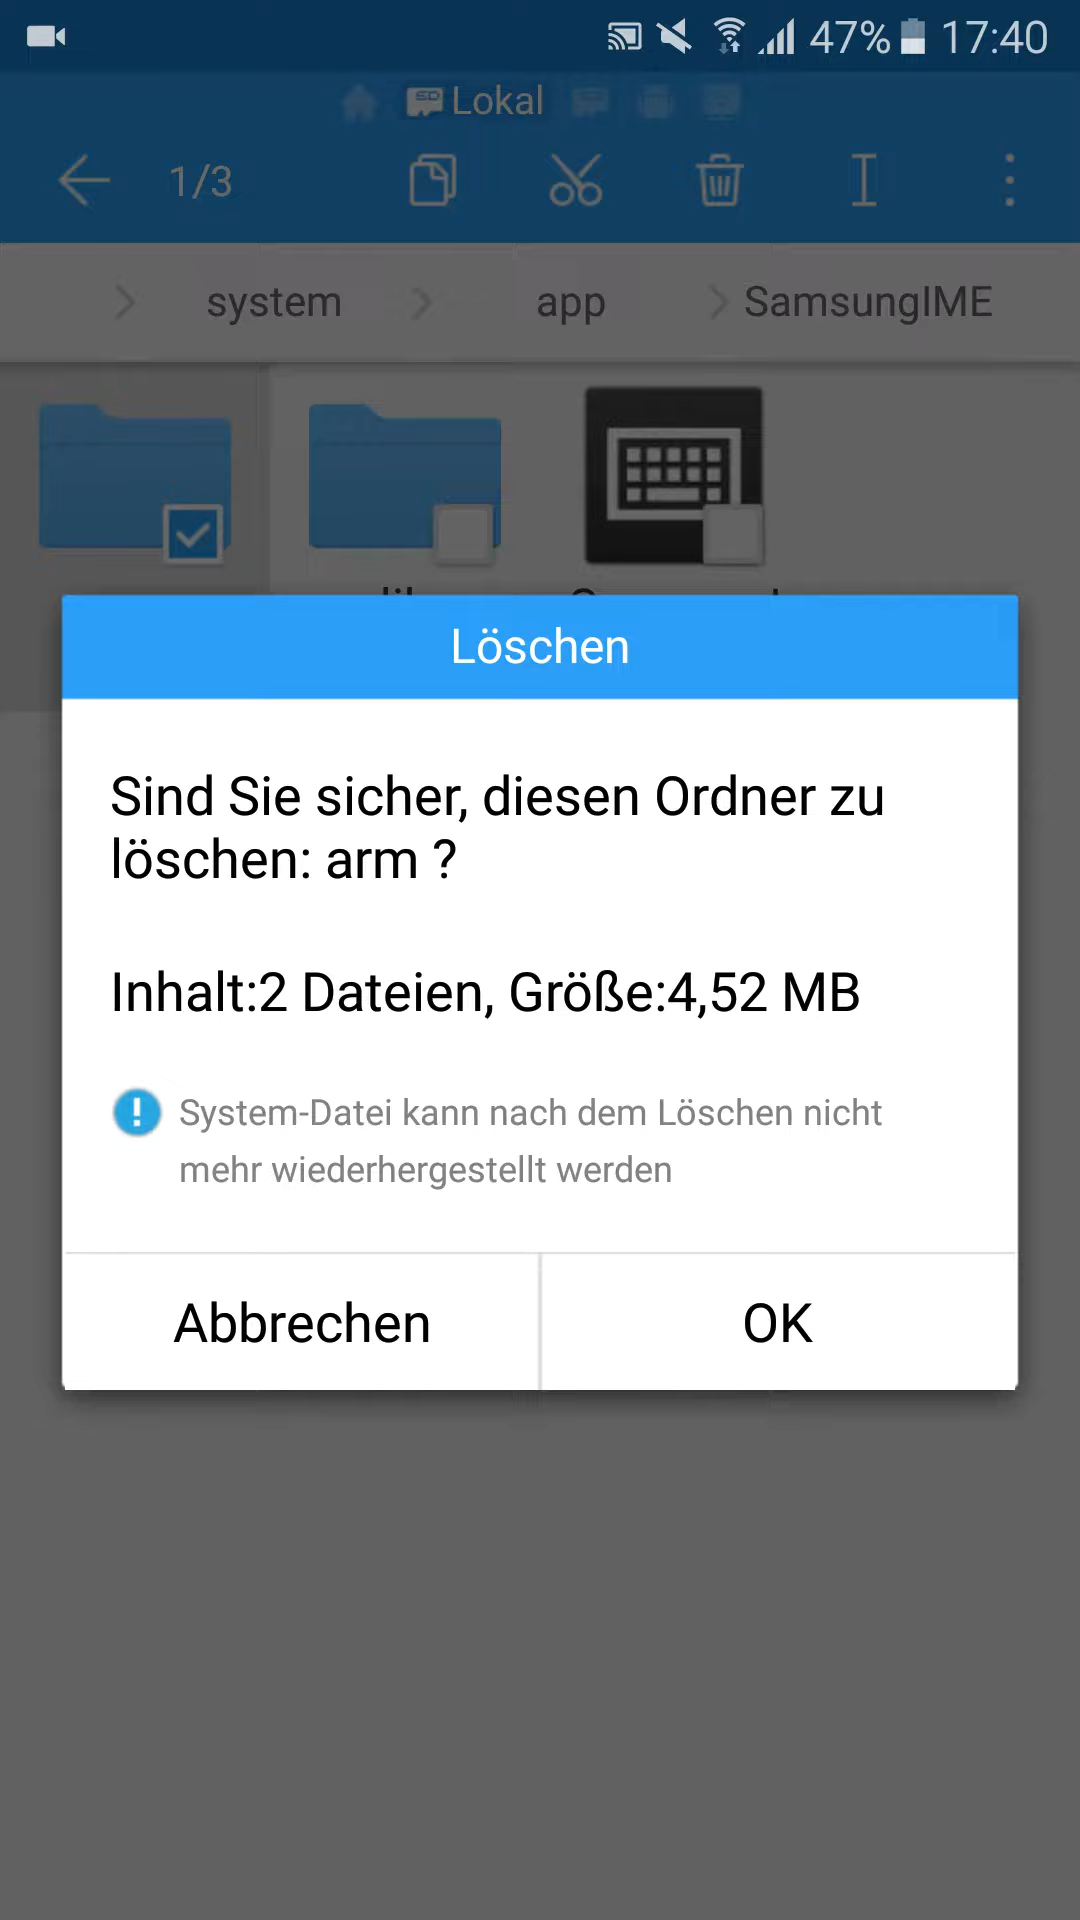 47% 17:40
SD Lokal
1/3
system app SamsungIME
Löschen
Sind Sie sicher, diesen Ordner zu
löschen: arm ?
Inhalt:2 Dateien, Größe:4,52 MB
System-Datei kann nach dem Löschen nicht
mehr wiederhergestellt werden
Abbrechen OK